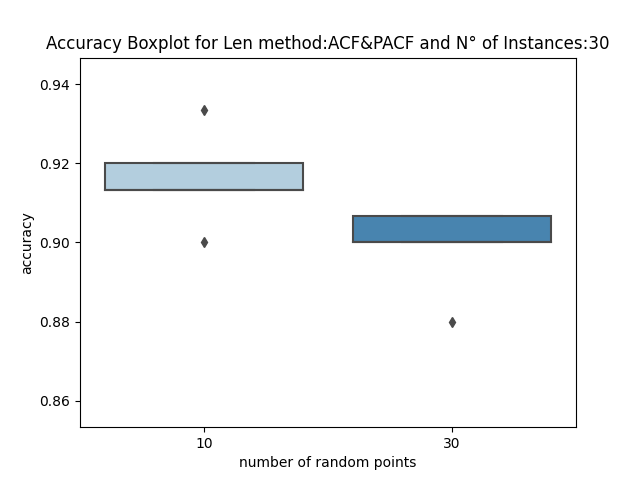 Accuracy Boxplot for Len method:ACF&PACF and N° of Instances:30
0.94
0.92
0.90
0.88
0.86
accuracy
10 30
number of random points